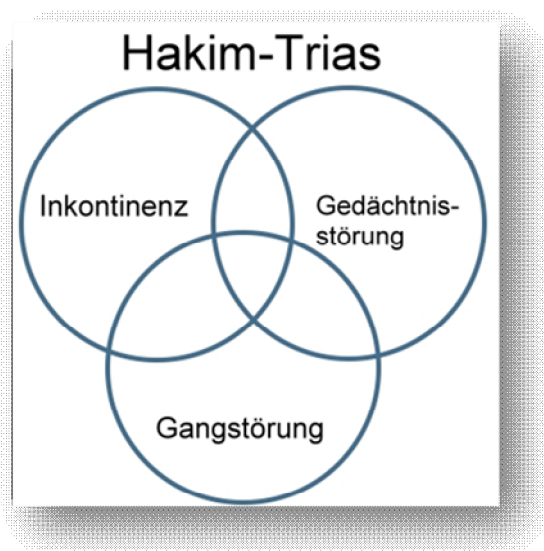 Hakim-Trias
Inkontinenz
Gedächtnis-
störung
Gangstörung